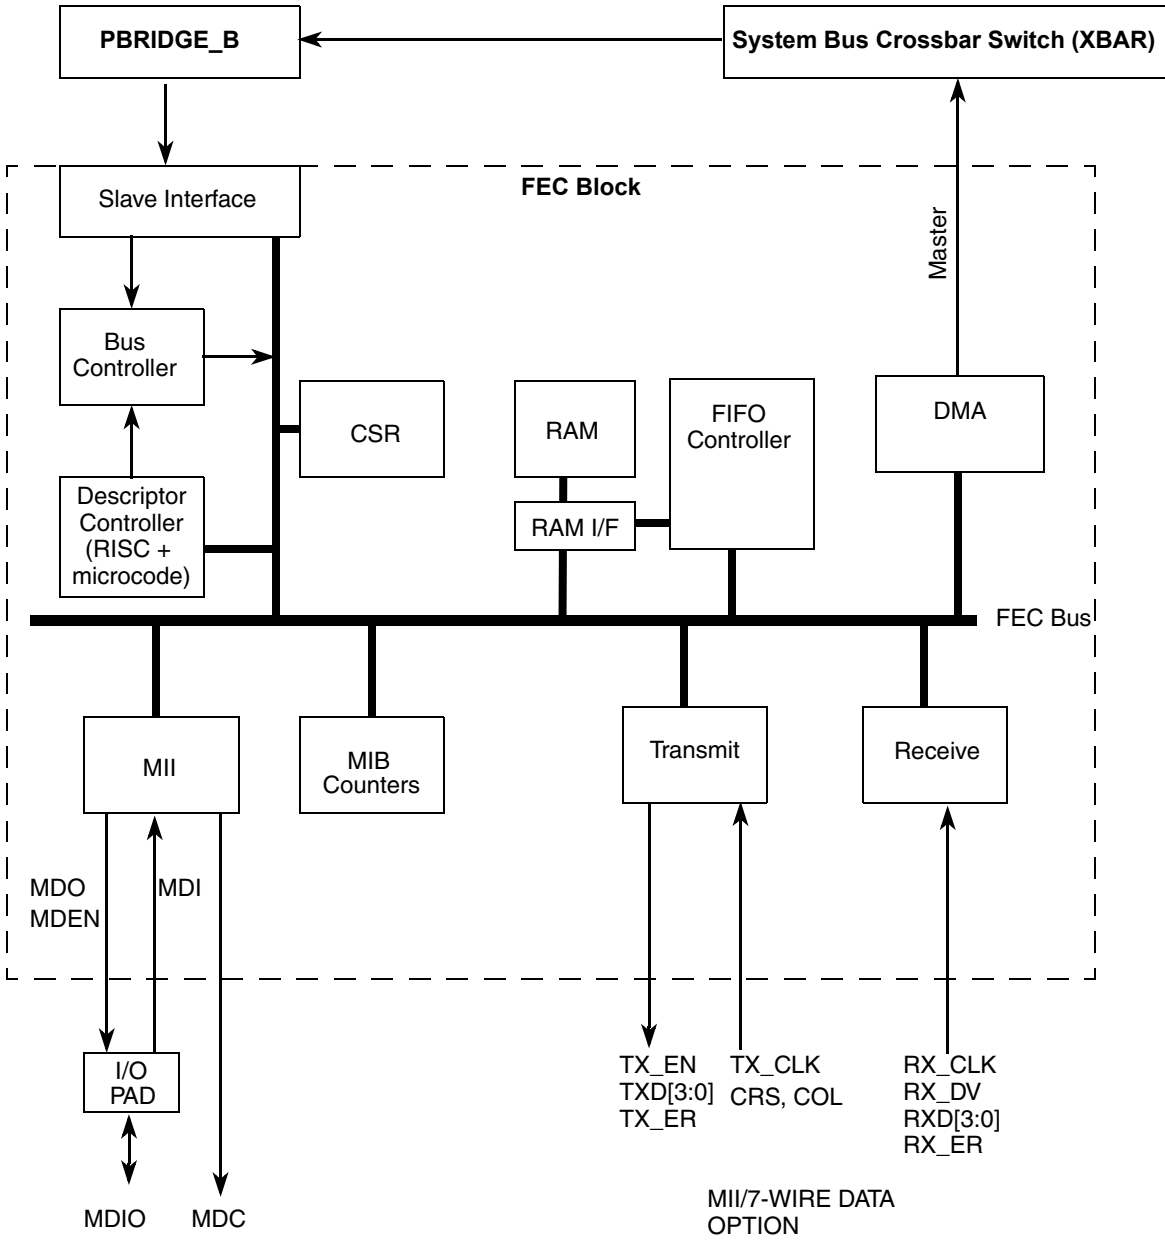 PBRIDGE_B
System Bus Crossbar Switch (XBAR)
Slave Interface
FEC Block
Master
Bus
Controller
CSR
RAM
FIFO
Controller
DMA
Descriptor
Controller
(RISC +
microcode)
RAM I/F
FEC Bus
MII
MIB
Counters
Transmit
Receive
MDO
MDEN
MDI
I/O
PAD
TX_EN
TXD[3:0]
TX_ER
TX_CLK
CRS, COL
RX_CLK
RX_DV
RXD[3:0]
RX_ER
MDIO
MDC
MII/7-WIRE DATA
OPTION